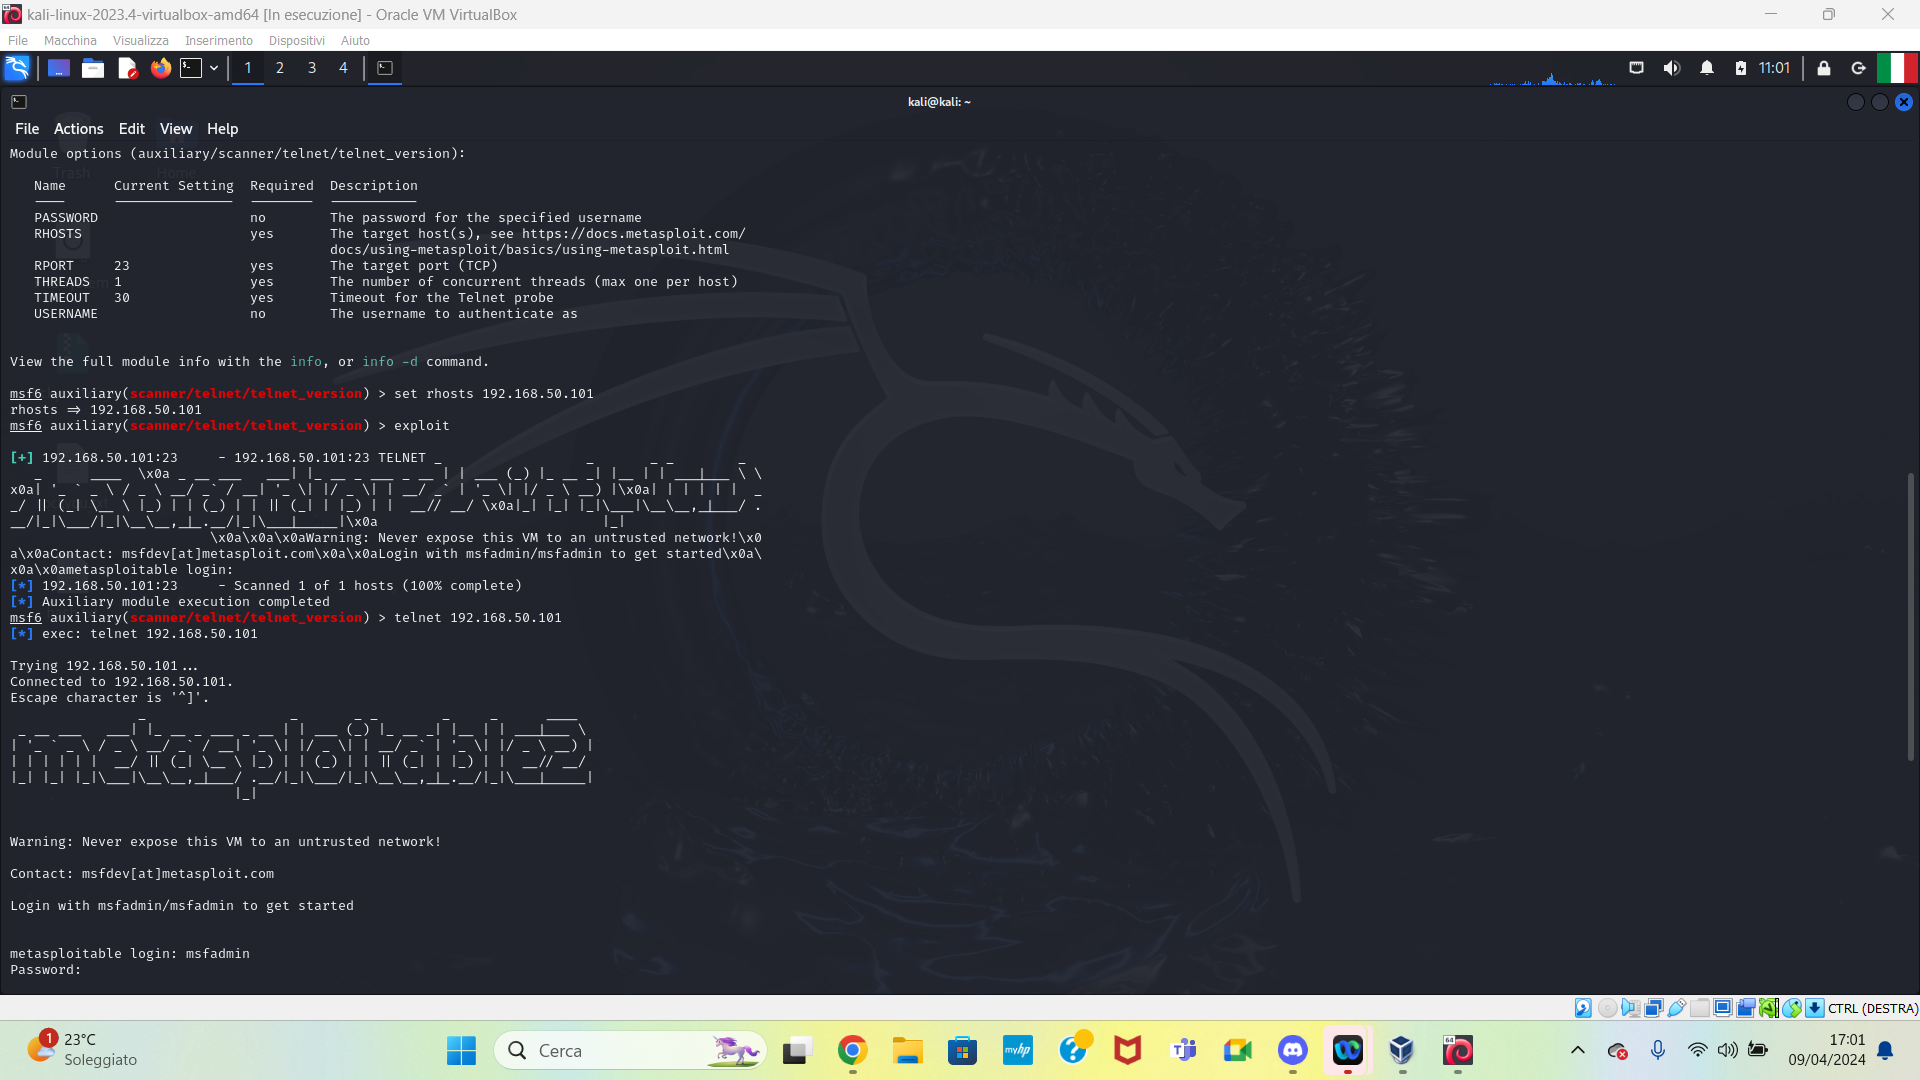 kali-linux-2023.4-virtualbox-amd64 [In esecuzione] - Oracle VM VirtualBox
File Macchina Visualizza Inserimento Dispositivi Aiuto
1 2 3 4 11:01
kali@kali: ~
File Actions Edit View Help
Module options (auxiliary/scanner/telnet/telnet_version):
Name Current Setting Required Description
PASSWORD no The password for the specified username
RHOSTS yes The target host(s), see https://docs.metasploit.com/
docs/using-metasploit/basics/using-metasploit.html
RPORT 23 yes The target port (TCP)
THREADS 1 yes The number of concurrent threads (max one per host)
TIMEOUT 30 yes Timeout for the Telnet probe
USERNAME no The username to authenticate as
View the full module info with the info, or info -d command.
msf6 auxiliary(scanner/telnet/telnet_version) > set rhosts 192.168.50.101
rhosts => 192.168.50.101
msf6 auxiliary(scanner/telnet/telnet_version) > exploit
[+] 192.168.50.101:23 - 192.168.50.101:23 TELNET
\x0a\x0a\x0aWarning: Never expose this VM to an untrusted network!\x0
a\x0aContact: msfdev[at]metasploit.com\x0a\x0aLogin with msfadmin/msfadmin to get started\x0a\
x0a\x0ametasploitable login:
[*] 192.168.50.101:23 - Scanned 1 of 1 hosts (100% complete)
[*] Auxiliary module execution completed
msf6 auxiliary(scanner/telnet/telnet_version) > telnet 192.168.50.101
[*] exec: telnet 192.168.50.101
Trying 192.168.50.101...
Connected to 192.168.50.101.
Escape character is '^]'.
Warning: Never expose this VM to an untrusted network!
Contact: msfdev[at]metasploit.com
Login with msfadmin/msfadmin to get started
metasploitable login: msfadmin
Password:
CTRL (DESTRA)
1 23°C
Soleggiato
Cerca
myhp
64
17:01
09/04/2024